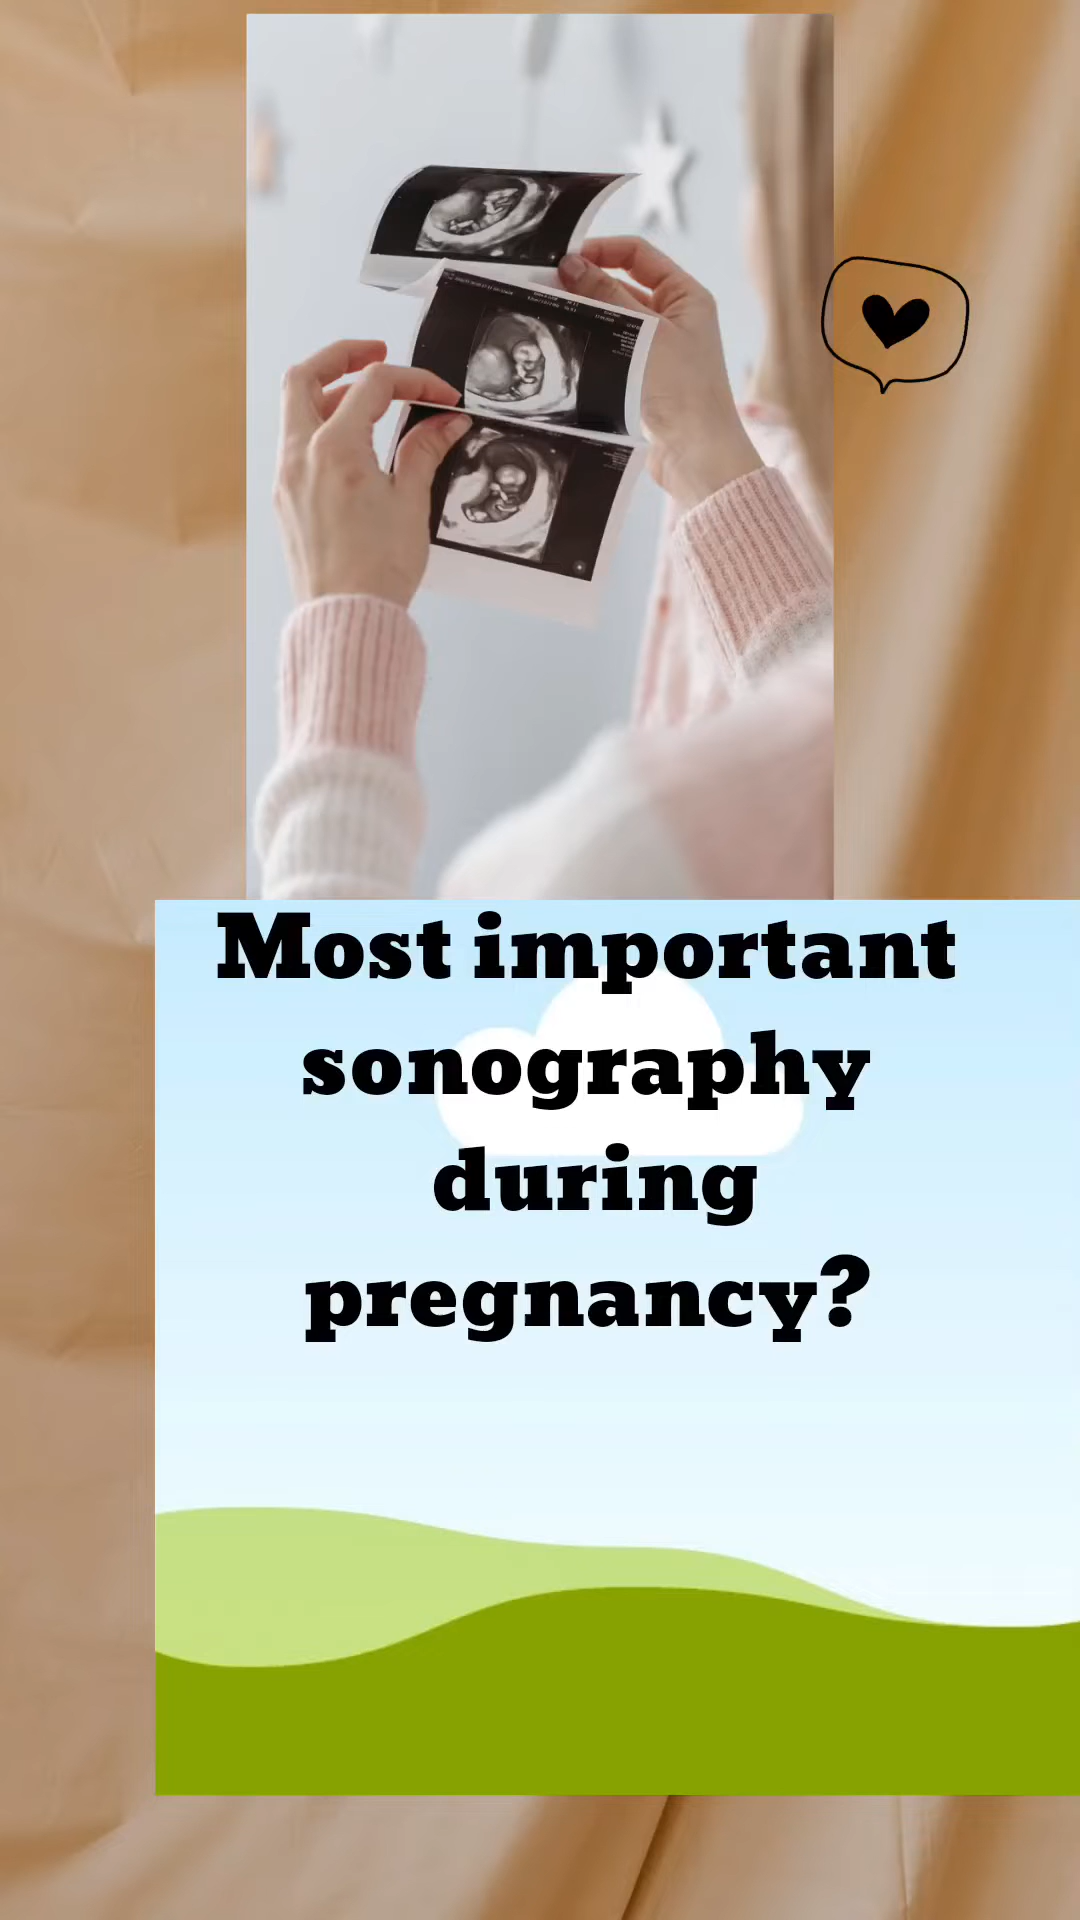 Most important
sonography
during
pregnancy?